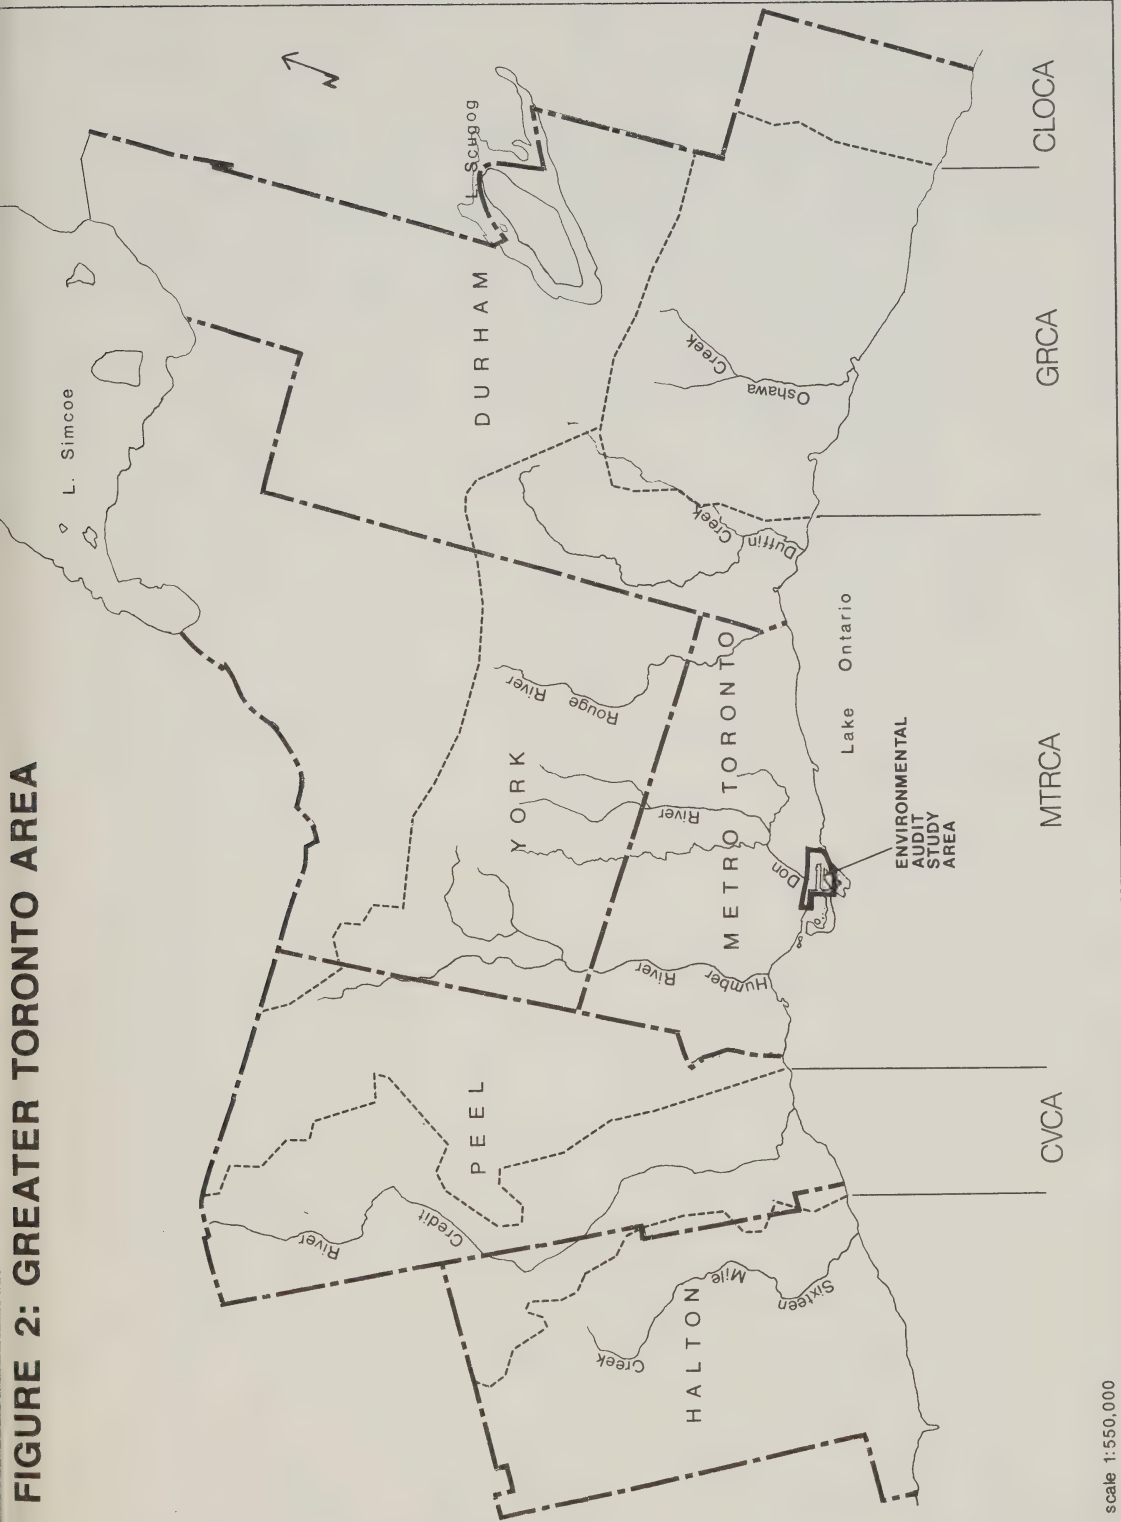 FIGURE 2: GREATER TORONTO AREA
N
L. Simcoe
L. Scugog
DURHAM
YORK
PEEL
HALTON
METRO TORONTO
River
Credit
Creek
Mile
Sixteen
Humber
River
Don
River
Rouge
River
Duffin
Creek
Oshawa
Creek
Lake Ontario
ENVIRONMENTAL
AUDIT
STUDY
AREA
CVCA
MTRCA
GRCA
CLOCA
scale 1:550,000